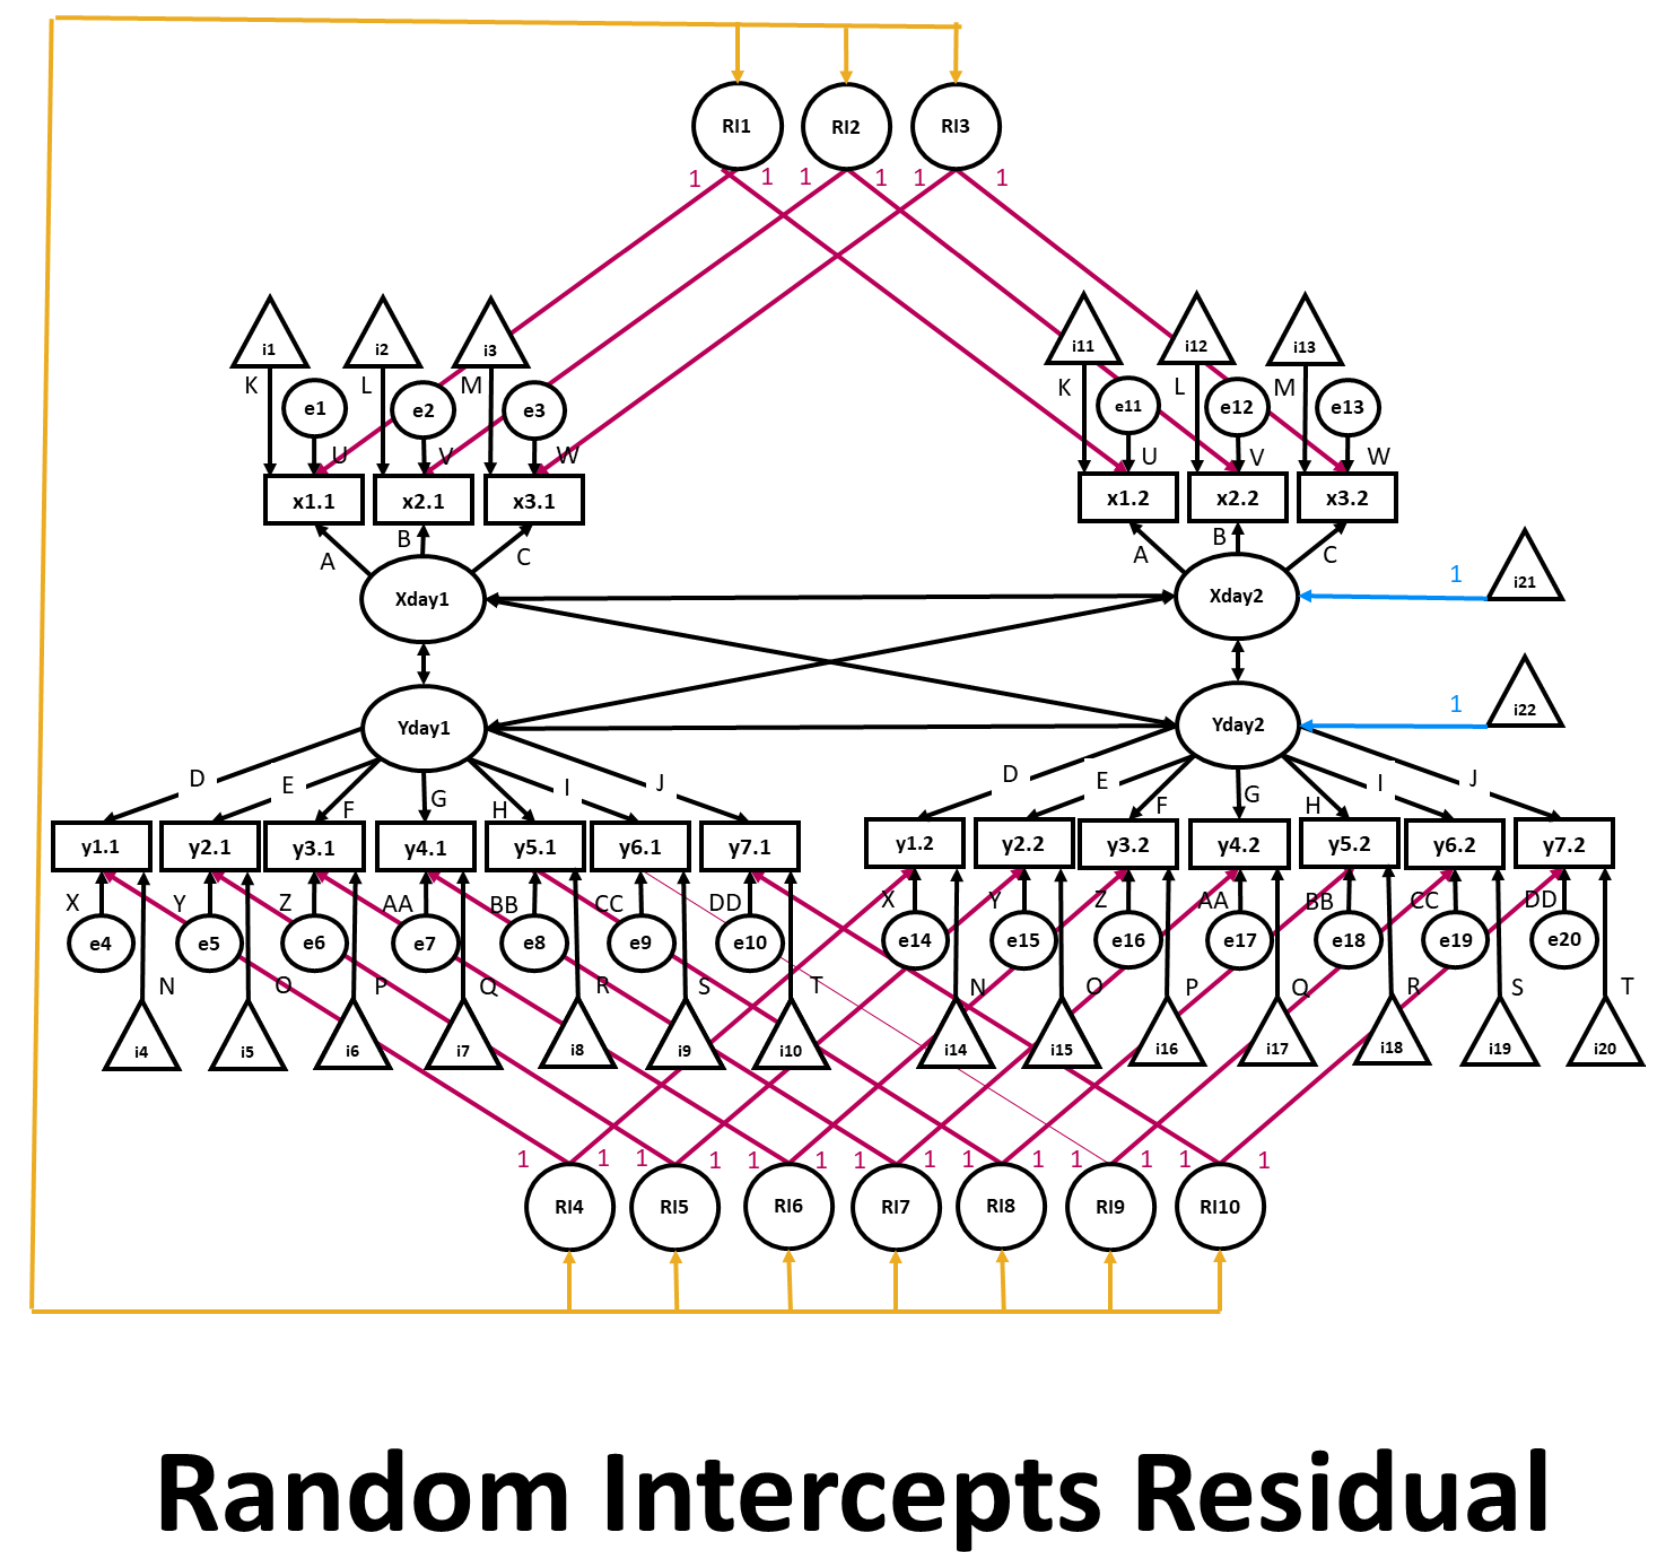 RI1 RI2 RI3
1 1 1 1 1 1
i1 i2 i3 i11 i12 i13
K L M K L M
e1 e2 e3 e11 e12 e13
U V W U V W
x1.1 x2.1 x3.1 x1.2 x2.2 x3.2
A B C A B C
Xday1 Xday2 1 i21
Yday1 Yday2 1 i22
D E F G H I J D E F G H I J
y1.1 y2.1 y3.1 y4.1 y5.1 y6.1 y7.1 y1.2 y2.2 y3.2 y4.2 y5.2 y6.2 y7.2
X Y Z AA BB CC DD X Y Z AA BB CC DD
e4 e5 e6 e7 e8 e9 e10 e14 e15 e16 e17 e18 e19 e20
N O P Q R S T N O P Q R S T
i4 i5 i6 i7 i8 i9 i10 i14 i15 i16 i17 i18 i19 i20
1 1 1 1 1 1 1 1 1 1 1 1 1 1
RI4 RI5 RI6 RI7 RI8 RI9 RI10
Random Intercepts Residual